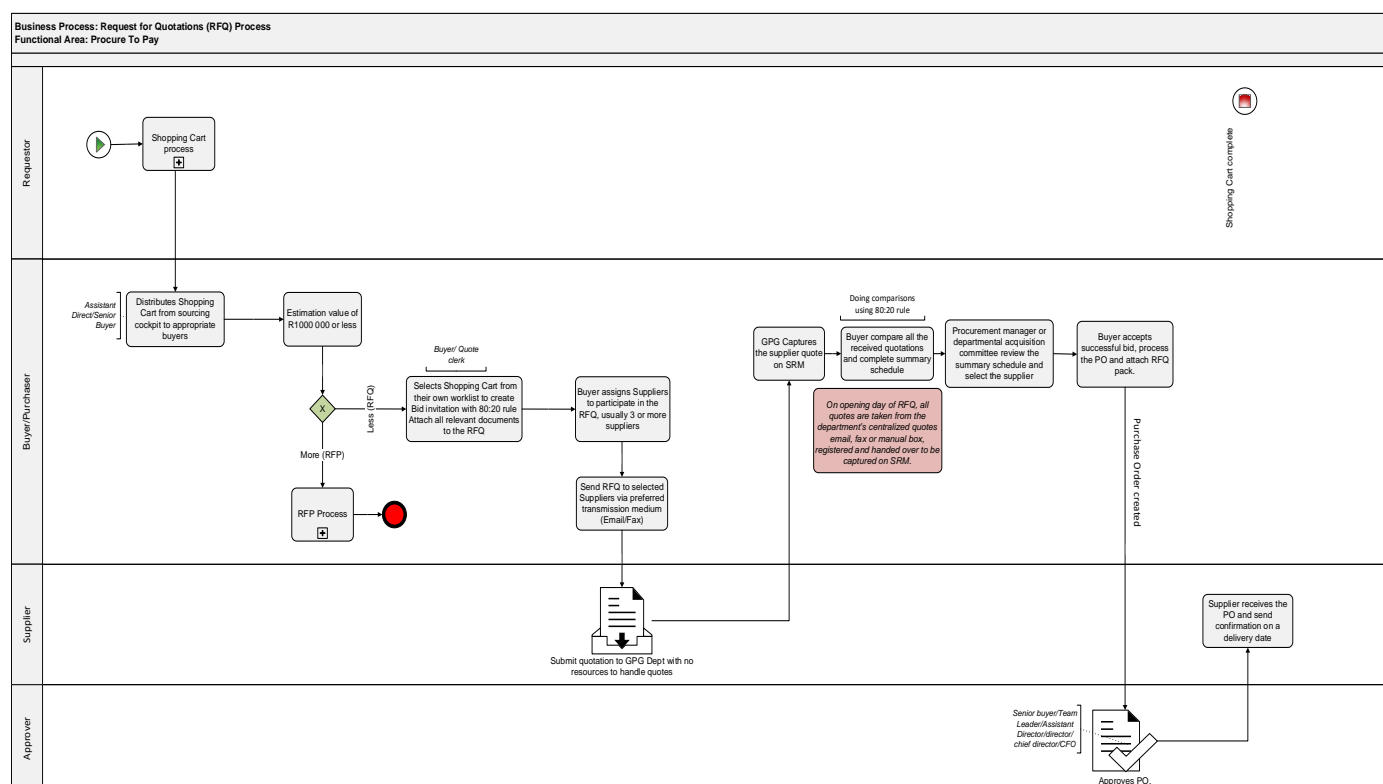 Business Process: Request for Quotations (RFQ) Process
Functional Area: Procure To Pay
Requestor
Shopping Cart
process
Shopping Cart complete
Buyer/Purchaser
Assistant
Direct/Senior
Buyer
Distributes Shopping
Cart from sourcing
cockpit to appropriate
buyers
Estimation value of
R1000 000 or less
X
Less (RFQ)
More (RFP)
RFP Process
Buyer/ Quote
clerk
Selects Shopping Cart from
their own worklist to create
Bid invitation with 80:20 rule
Attach all relevant documents
to the RFQ
Buyer assigns Suppliers
to participate in the
RFQ, usually 3 or more
suppliers
Send RFQ to selected
Suppliers via preferred
transmission medium
(Email/Fax)
GPG Captures
the supplier quote
on SRM
Doing comparisons
using 80:20 rule
Buyer compare all the
received quotations
and complete summary
schedule
On opening day of RFQ, all
quotes are taken from the
department's centralized quotes
email, fax or manual box,
registered and handed over to be
captured on SRM.
Procurement manager or
departmental acquisition
committee review the
summary schedule and
select the supplier
Buyer accepts
successful bid, process
the PO and attach RFQ
pack.
Purchase Order created
Supplier
Submit quotation to GPG Dept with no
resources to handle quotes
Supplier receives the
PO and send
confirmation on a
delivery date
Approver
Senior buyer/Team
Leader/Assistant
Director/director/
chief director/CFO
Approves PO.